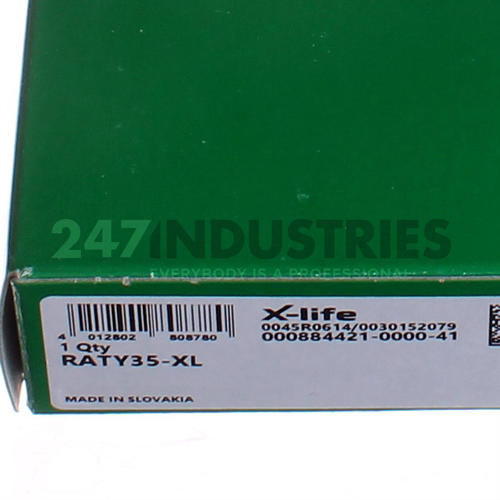 247INDUSTRIES
EVERYBODY IS A PROFESSIONAL
X-life
0045R0614/0030152079
000884421-0000-41
4 012802 808780
1 Qty
RATY35-XL
MADE IN SLOVAKIA